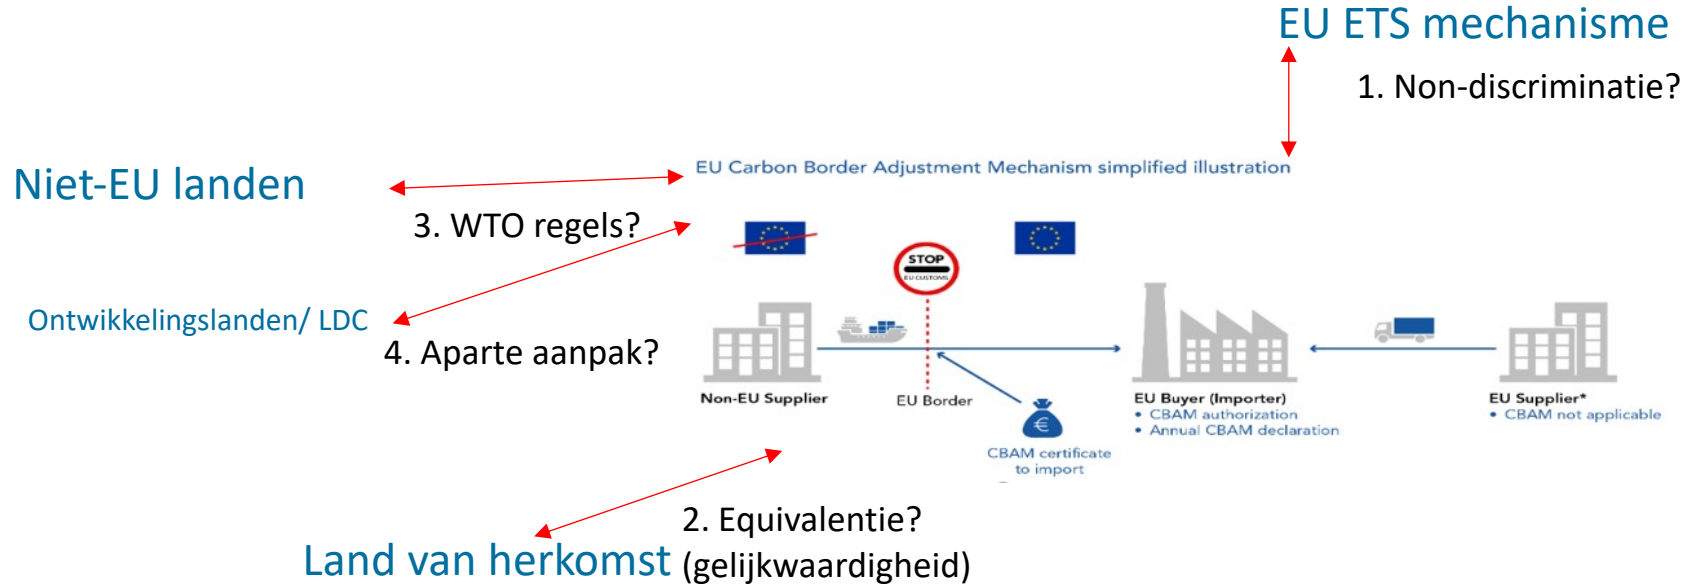 EU ETS mechanisme
1. Non-discriminatie?
EU Carbon Border Adjustment Mechanism simplified illustration
Niet-EU landen
3. WTO regels?
STOP
EU CUSTOMS
Ontwikkelingslanden/ LDC
4. Aparte aanpak?
Non-EU Supplier
EU Border
EU Buyer (Importer)
• CBAM authorization
• Annual CBAM declaration
EU Supplier*
• CBAM not applicable
€
CBAM certificate
to import
2. Equivalentie?
Land van herkomst (gelijkwaardigheid)